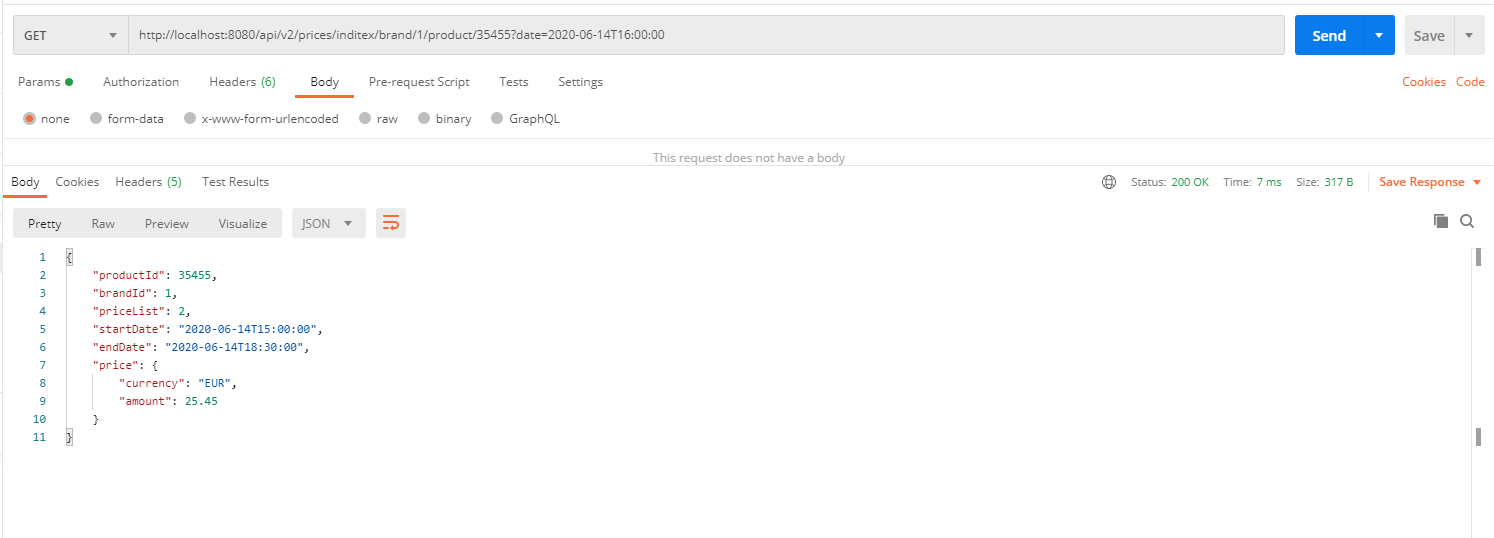 GET http://localhost:8080/api/v2/prices/inditex/brand/1/product/35455?date=2020-06-14T16:00:00 Send Save
Params Authorization Headers (6) Body Pre-request Script Tests Settings Cookies Code
none form-data x-www-form-urlencoded raw binary GraphQL
This request does not have a body
Body Cookies Headers (5) Test Results Status: 200 OK Time: 7 ms Size: 317 B Save Response
Pretty Raw Preview Visualize JSON
1 {
2 "productId": 35455,
3 "brandId": 1,
4 "priceList": 2,
5 "startDate": "2020-06-14T15:00:00",
6 "endDate": "2020-06-14T18:30:00",
7 "price": {
8 "currency": "EUR",
9 "amount": 25.45
10 }
11 }